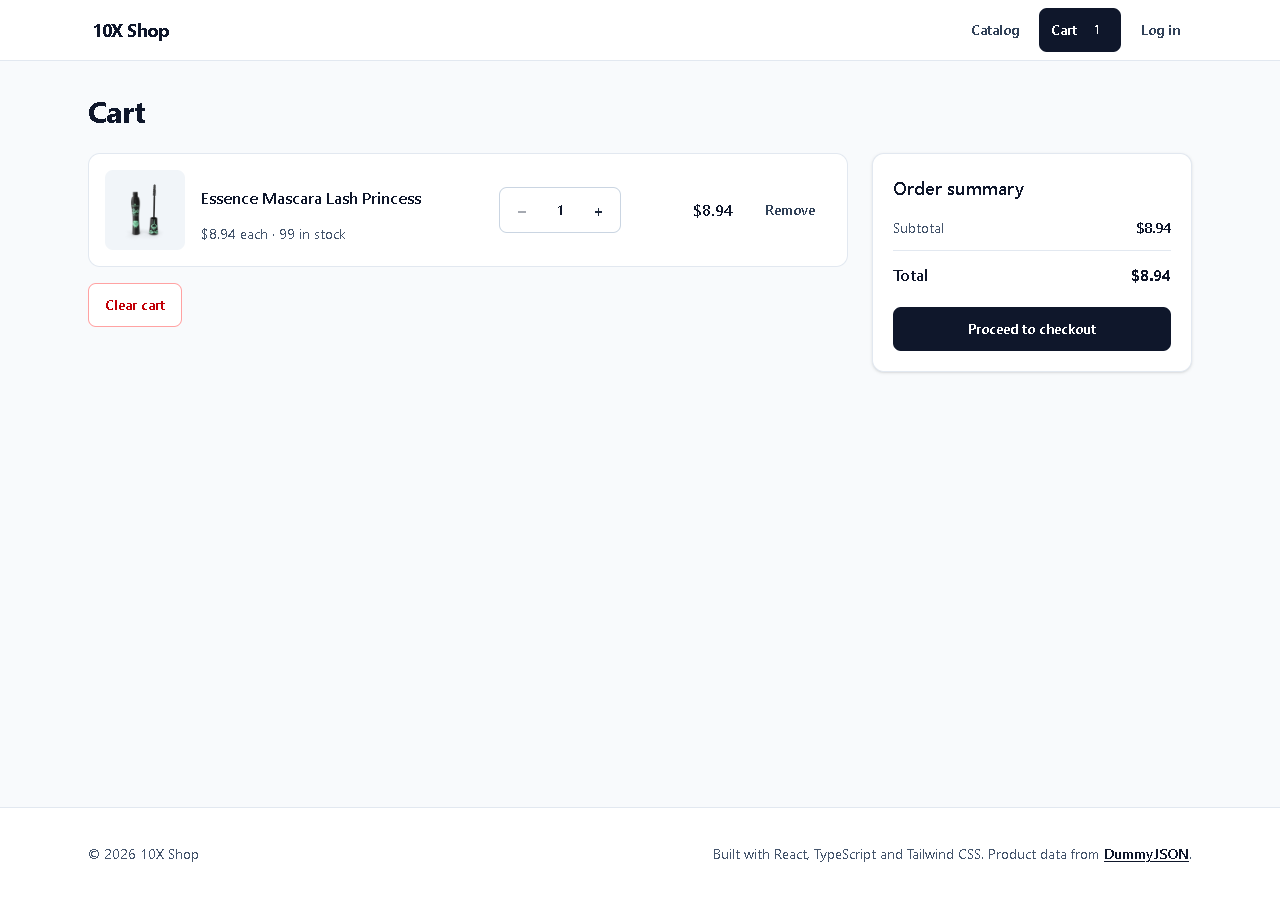 10X Shop
Catalog
Cart 1
Log in
Cart
Essence Mascara Lash Princess
$8.94 each · 99 in stock
− 1 +
$8.94
Remove
Clear cart
Order summary
Subtotal $8.94
Total $8.94
Proceed to checkout
© 2026 10X Shop
Built with React, TypeScript and Tailwind CSS. Product data from DummyJSON.